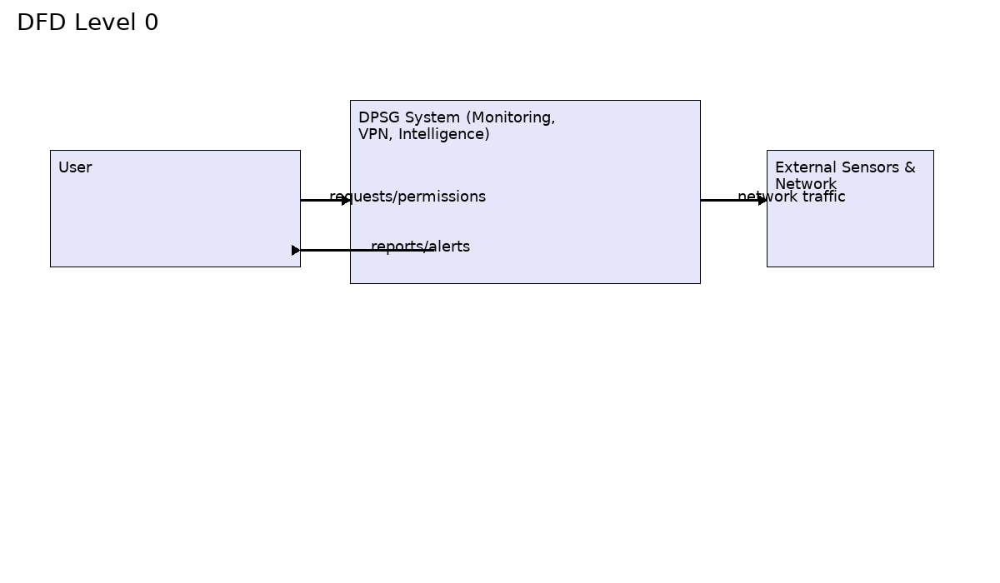 DFD Level 0
DPSG System (Monitoring,
VPN, Intelligence)
User
External Sensors &
Network
requests/permissions
network traffic
reports/alerts